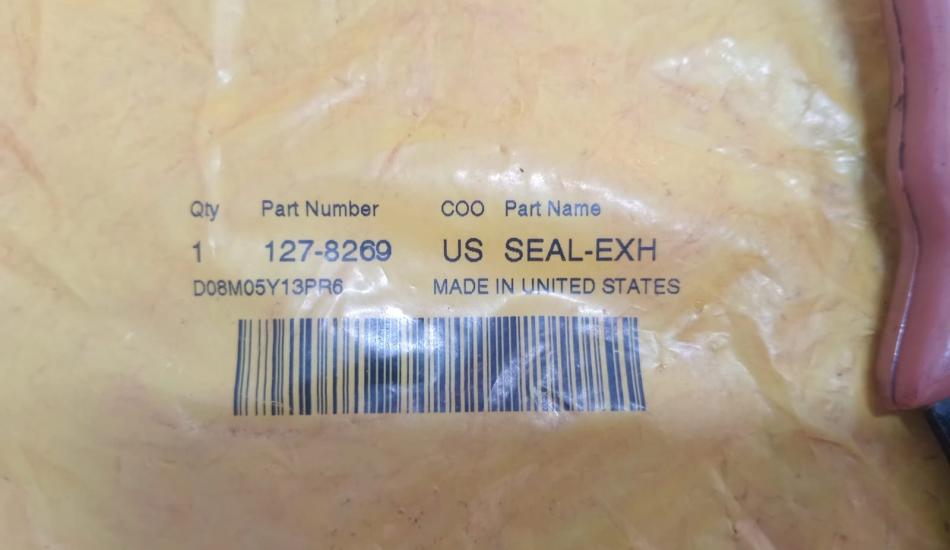 Qty Part Number COO Part Name
1 127-8269 US SEAL-EXH
D08M05Y13PR6 MADE IN UNITED STATES